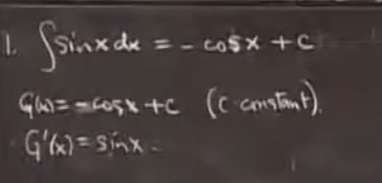 1. ∫sinx dx = - cosx + C
G(x) = - cosx + C (C constant).
G'(x) = sinx.